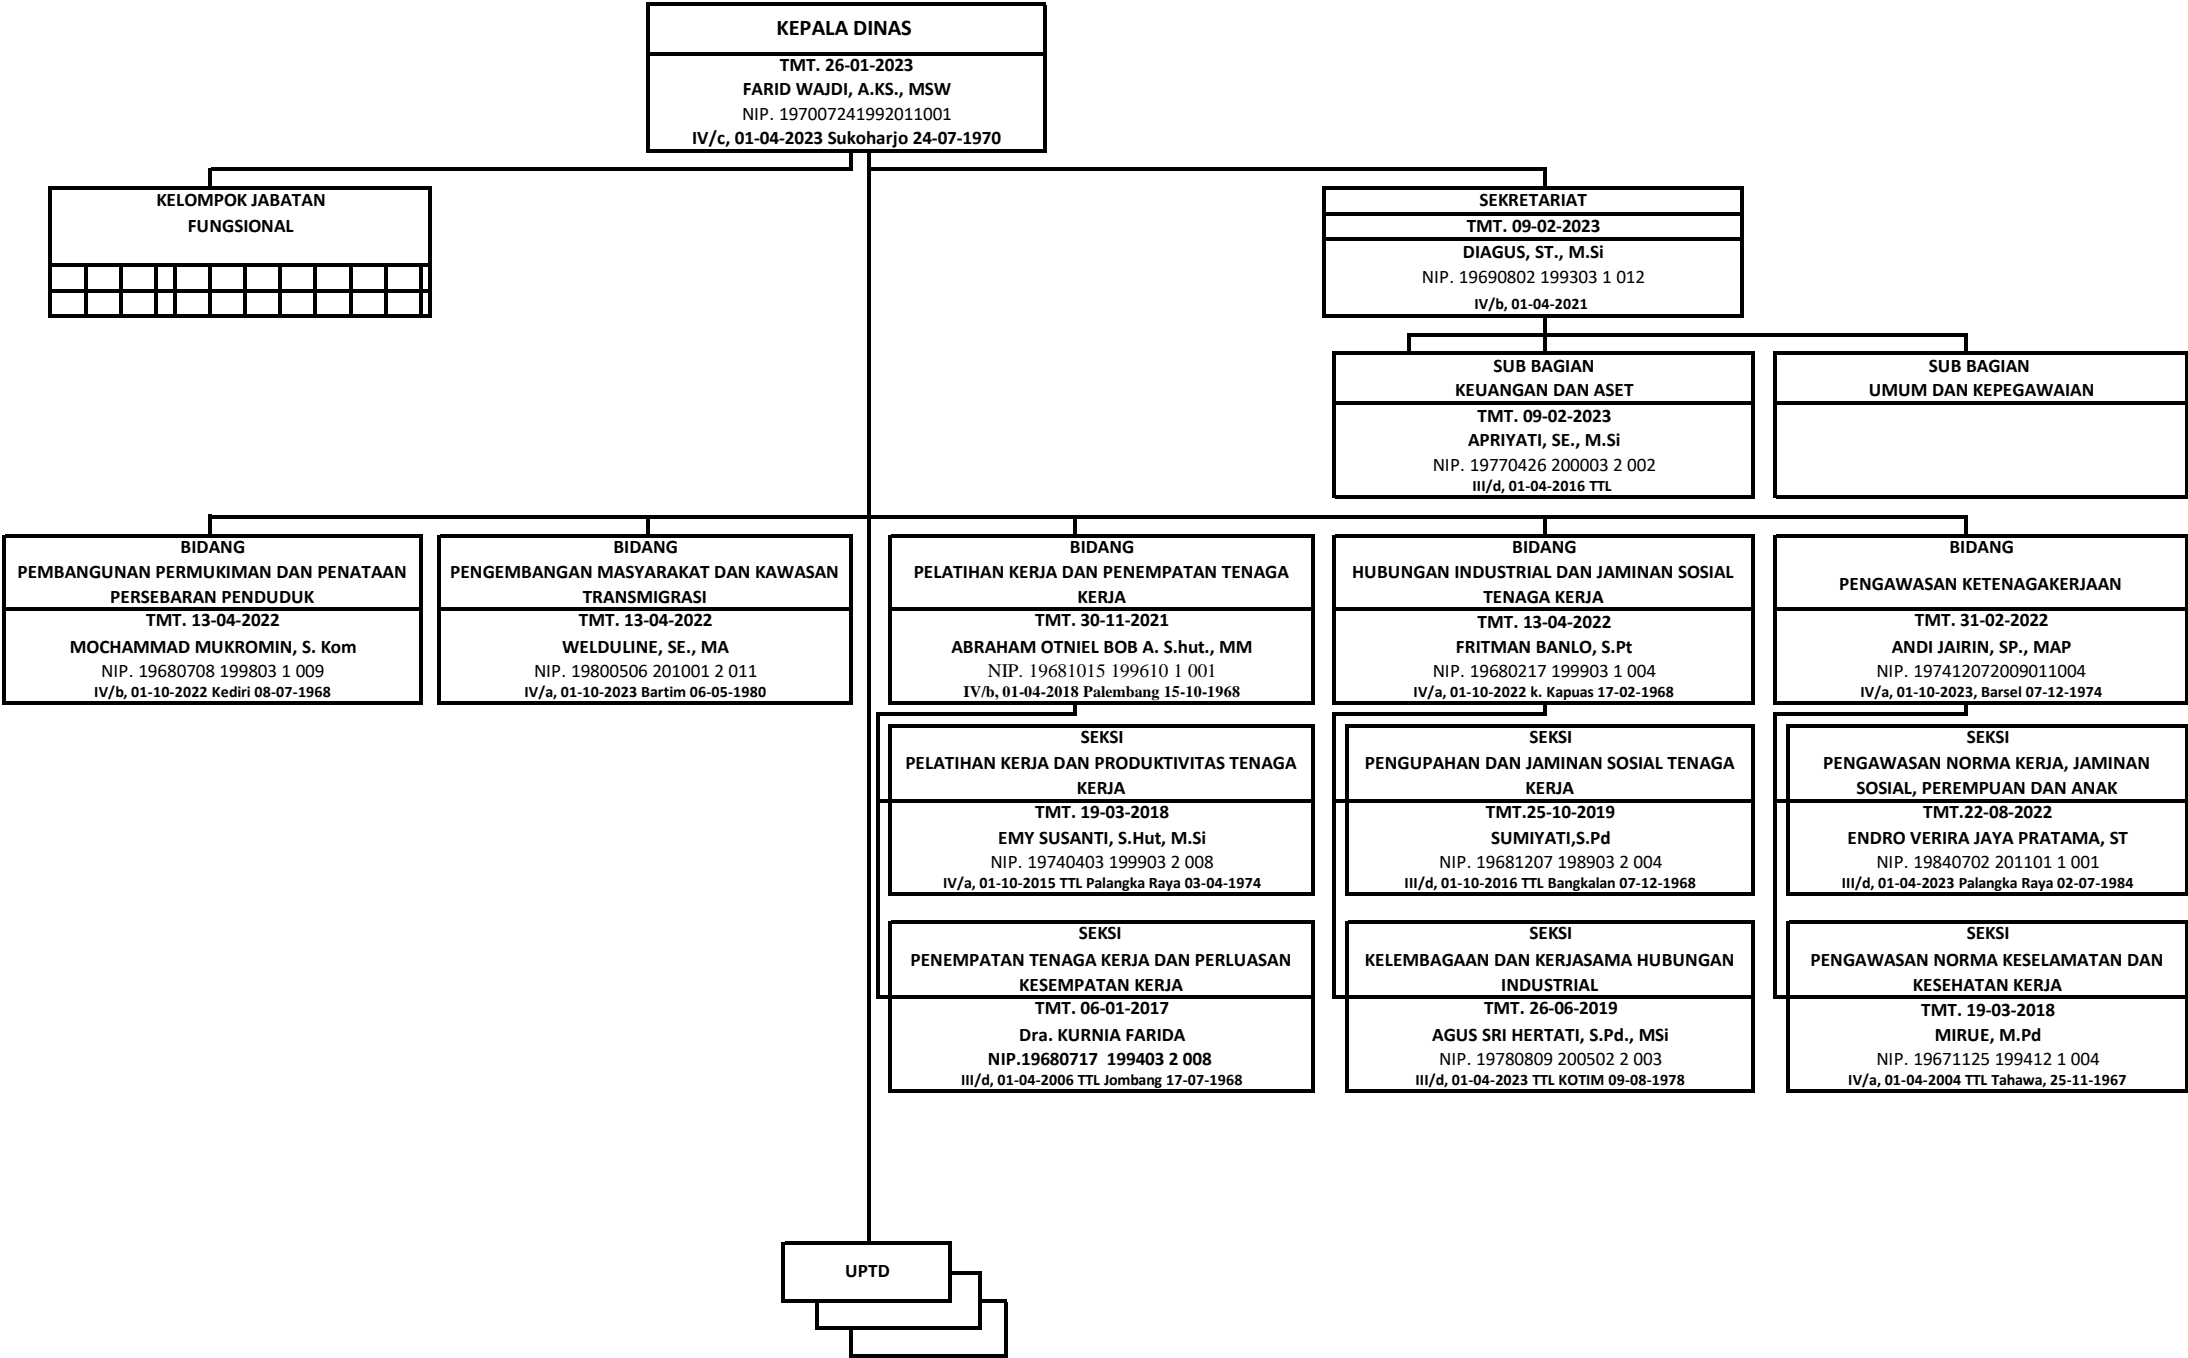 KEPALA DINAS
TMT. 26-01-2023
FARID WAJDI, A.KS., MSW
NIP. 197007241992011001
IV/c, 01-04-2023 Sukoharjo 24-07-1970
KELOMPOK JABATAN
FUNGSIONAL
SEKRETARIAT
TMT. 09-02-2023
DIAGUS, ST., M.Si
NIP. 19690802 199303 1 012
IV/b, 01-04-2021
SUB BAGIAN
KEUANGAN DAN ASET
TMT. 09-02-2023
APRIYATI, SE., M.Si
NIP. 19770426 200003 2 002
III/d, 01-04-2016 TTL
SUB BAGIAN
UMUM DAN KEPEGAWAIAN
BIDANG
PEMBANGUNAN PERMUKIMAN DAN PENATAAN
PERSEBARAN PENDUDUK
TMT. 13-04-2022
MOCHAMMAD MUKROMIN, S. Kom
NIP. 19680708 199803 1 009
IV/b, 01-10-2022 Kediri 08-07-1968
BIDANG
PENGEMBANGAN MASYARAKAT DAN KAWASAN
TRANSMIGRASI
TMT. 13-04-2022
WELDULINE, SE., MA
NIP. 19800506 201001 2 011
IV/a, 01-10-2023 Bartim 06-05-1980
BIDANG
PELATIHAN KERJA DAN PENEMPATAN TENAGA
KERJA
TMT. 30-11-2021
ABRAHAM OTNIEL BOB A. S.hut., MM
NIP. 19681015 199610 1 001
IV/b, 01-04-2018 Palembang 15-10-1968
BIDANG
HUBUNGAN INDUSTRIAL DAN JAMINAN SOSIAL
TENAGA KERJA
TMT. 13-04-2022
FRITMAN BANLO, S.Pt
NIP. 19680217 199903 1 004
IV/a, 01-10-2022 k. Kapuas 17-02-1968
BIDANG
PENGAWASAN KETENAGAKERJAAN
TMT. 31-02-2022
ANDI JAIRIN, SP., MAP
NIP. 197412072009011004
IV/a, 01-10-2023, Barsel 07-12-1974
SEKSI
PELATIHAN KERJA DAN PRODUKTIVITAS TENAGA
KERJA
TMT. 19-03-2018
EMY SUSANTI, S.Hut, M.Si
NIP. 19740403 199903 2 008
IV/a, 01-10-2015 TTL Palangka Raya 03-04-1974
SEKSI
PENGUPAHAN DAN JAMINAN SOSIAL TENAGA
KERJA
TMT.25-10-2019
SUMIYATI,S.Pd
NIP. 19681207 198903 2 004
III/d, 01-10-2016 TTL Bangkalan 07-12-1968
SEKSI
PENGAWASAN NORMA KERJA, JAMINAN
SOSIAL, PEREMPUAN DAN ANAK
TMT.22-08-2022
ENDRO VERIRA JAYA PRATAMA, ST
NIP. 19840702 201101 1 001
III/d, 01-04-2023 Palangka Raya 02-07-1984
SEKSI
PENEMPATAN TENAGA KERJA DAN PERLUASAN
KESEMPATAN KERJA
TMT. 06-01-2017
Dra. KURNIA FARIDA
NIP.19680717 199403 2 008
III/d, 01-04-2006 TTL Jombang 17-07-1968
SEKSI
KELEMBAGAAN DAN KERJASAMA HUBUNGAN
INDUSTRIAL
TMT. 26-06-2019
AGUS SRI HERTATI, S.Pd., MSi
NIP. 19780809 200502 2 003
III/d, 01-04-2023 TTL KOTIM 09-08-1978
SEKSI
PENGAWASAN NORMA KESELAMATAN DAN
KESEHATAN KERJA
TMT. 19-03-2018
MIRUE, M.Pd
NIP. 19671125 199412 1 004
IV/a, 01-04-2004 TTL Tahawa, 25-11-1967
UPTD